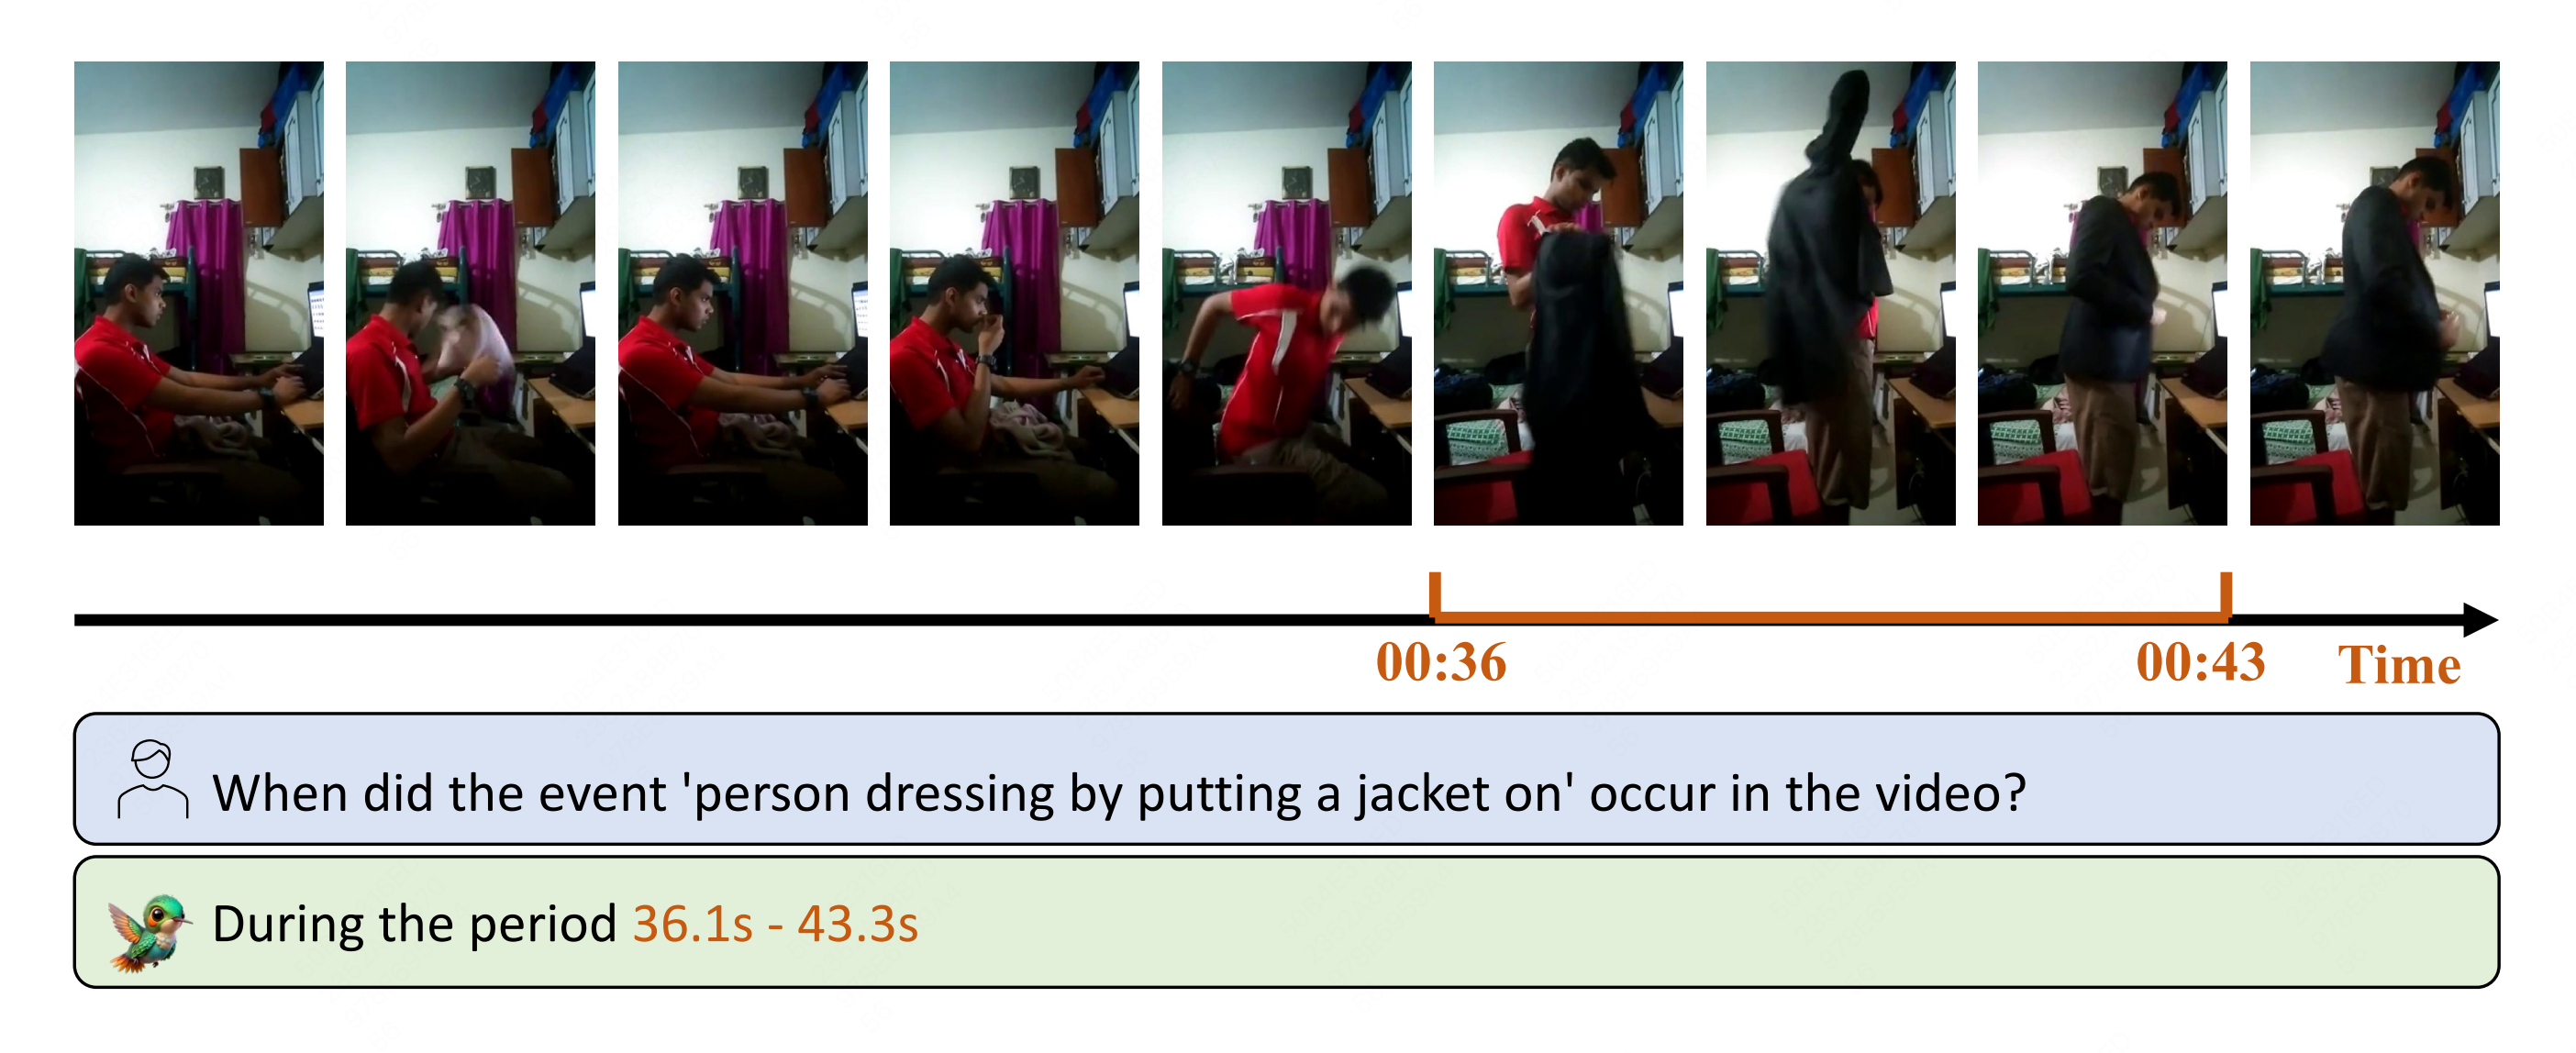 00:36
00:43
Time
When did the event 'person dressing by putting a jacket on' occur in the video?
During the period 36.1s - 43.3s